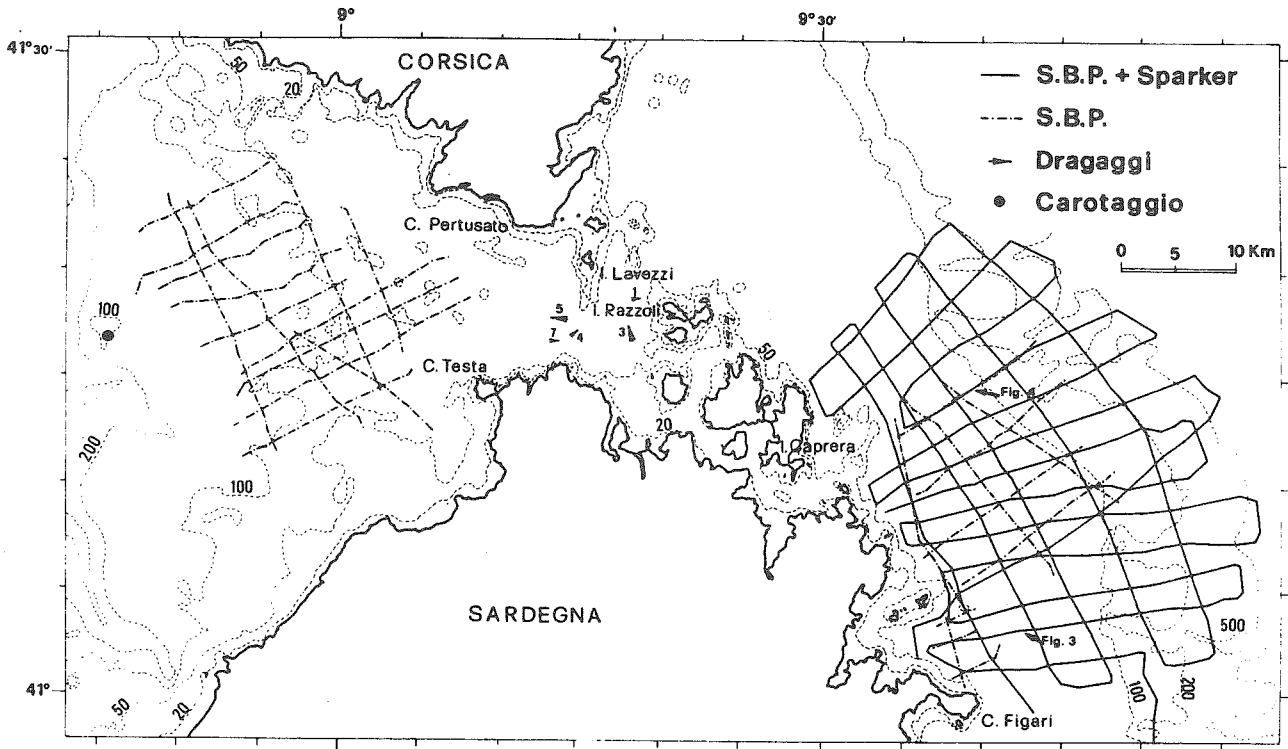 9°
9° 30'
41° 30'
CORSICA
50
20
S.B.P. + Sparker
S.B.P.
Dragaggi
Carotaggio
0 5 10 Km
C. Pertusato
I. Lavezzi
1
I. Razzoli
5
7
4
3
100
C. Testa
50
Fig. 4
20
I. Caprera
200
100
SARDEGNA
Fig. 3
500
41°
50
20
100
200
C. Figari